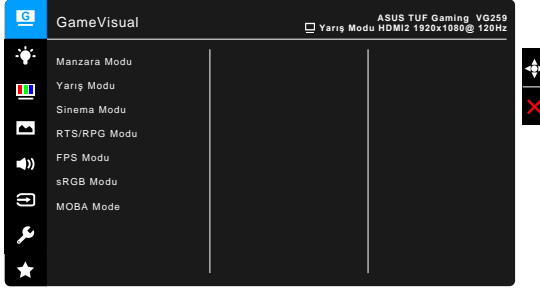 G
GameVisual
ASUS TUF Gaming VG259
Yarış Modu HDMI2 1920x1080@ 120Hz
Manzara Modu
Yarış Modu
Sinema Modu
RTS/RPG Modu
FPS Modu
sRGB Modu
MOBA Mode